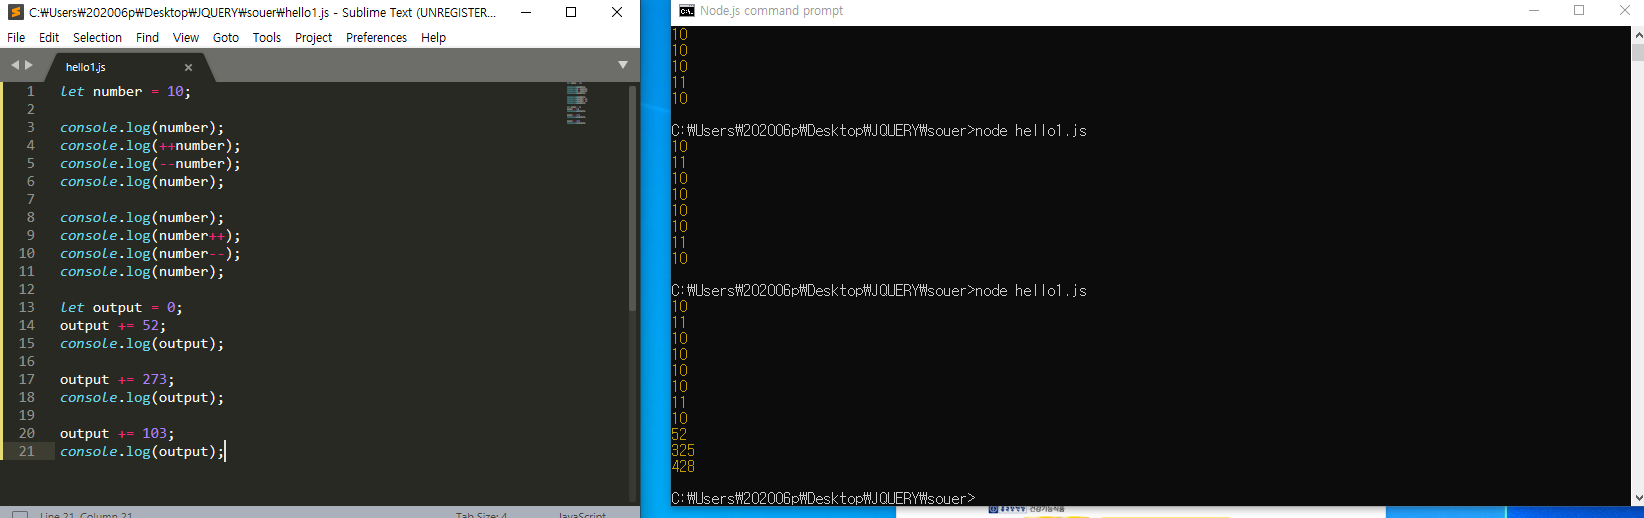 C:₩Users₩202006p₩Desktop₩JQUERY₩souer₩hello1.js - Sublime Text (UNREGISTER...
File Edit Selection Find View Goto Tools Project Preferences Help
hello1.js ×
1 let number = 10;
2
3 console.log(number);
4 console.log(++number);
5 console.log(--number);
6 console.log(number);
7
8 console.log(number);
9 console.log(number++);
10 console.log(number--);
11 console.log(number);
12
13 let output = 0;
14 output += 52;
15 console.log(output);
16
17 output += 273;
18 console.log(output);
19
20 output += 103;
21 console.log(output);
Line 21, Column 21 Tab Size: 4 JavaScript
Node.js command prompt
10
10
10
11
10
C:₩Users₩202006p₩Desktop₩JQUERY₩souer>node hello1.js
10
11
10
10
10
10
11
10
C:₩Users₩202006p₩Desktop₩JQUERY₩souer>node hello1.js
10
11
10
10
10
10
11
10
52
325
428
C:₩Users₩202006p₩Desktop₩JQUERY₩souer>
건강기능식품